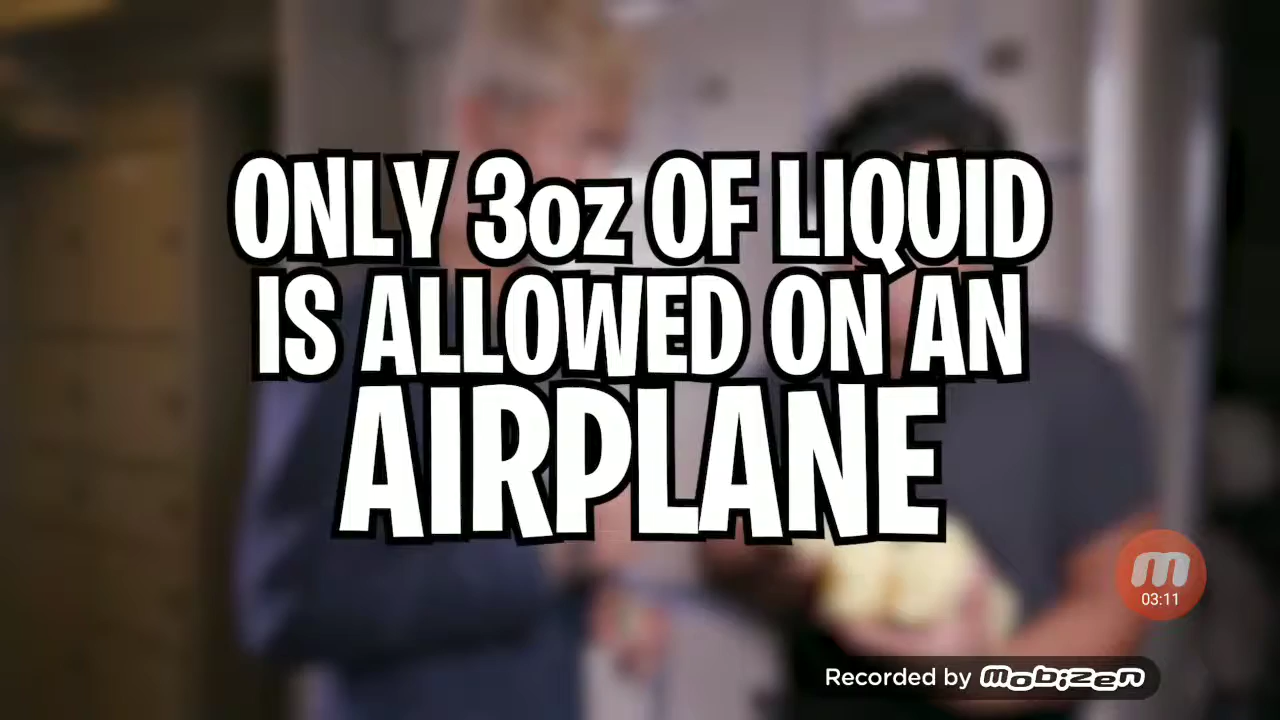 ONLY 3oz OF LIQUID
IS ALLOWED ON AN
AIRPLANE
m
03:11
Recorded by mobizen